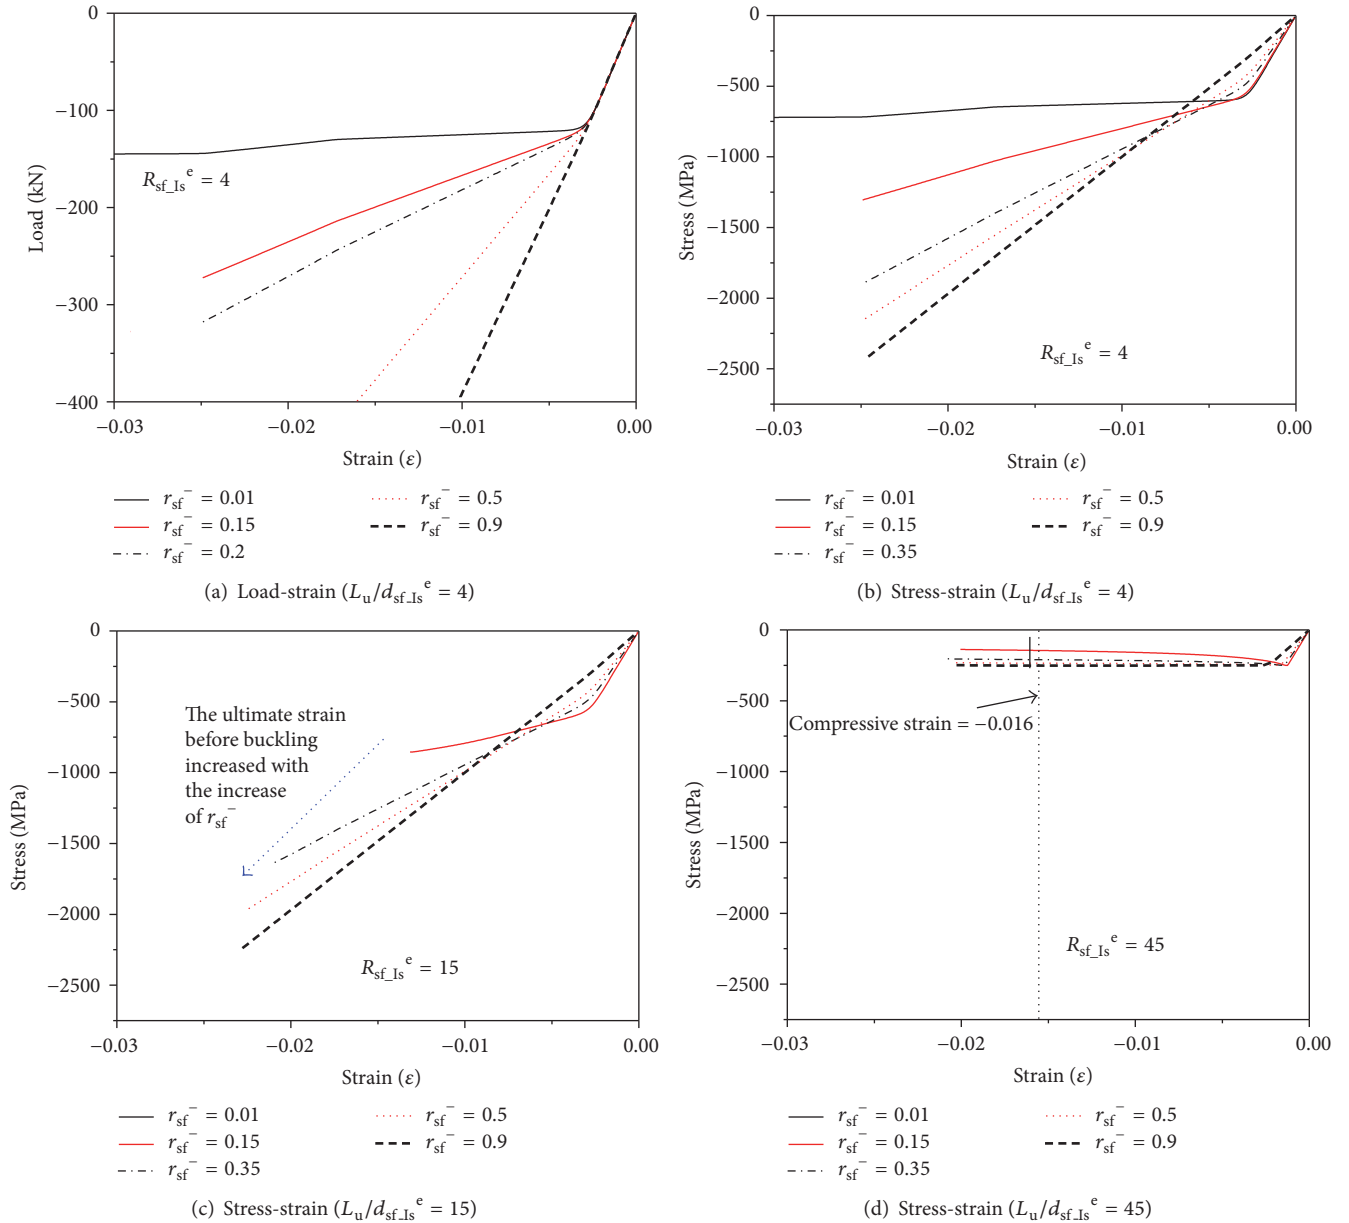 0
−100
−200
−300
−400
Load (kN)
R_sf_Is^e = 4
−0.03
−0.02
−0.01
0.00
Strain (ε)
r_sf^− = 0.01
r_sf^− = 0.15
r_sf^− = 0.2
r_sf^− = 0.5
r_sf^− = 0.9
(a) Load-strain (L_u/d_sf_Is^e = 4)
0
−500
−1000
−1500
−2000
−2500
Stress (MPa)
R_sf_Is^e = 4
−0.03
−0.02
−0.01
0.00
Strain (ε)
r_sf^− = 0.01
r_sf^− = 0.15
r_sf^− = 0.35
r_sf^− = 0.5
r_sf^− = 0.9
(b) Stress-strain (L_u/d_sf_Is^e = 4)
0
−500
−1000
−1500
−2000
−2500
Stress (MPa)
The ultimate strain
before buckling
increased with
the increase
of r_sf^−
R_sf_Is^e = 15
−0.03
−0.02
−0.01
0.00
Strain (ε)
r_sf^− = 0.01
r_sf^− = 0.15
r_sf^− = 0.35
r_sf^− = 0.5
r_sf^− = 0.9
(c) Stress-strain (L_u/d_sf_Is^e = 15)
0
−500
−1000
−1500
−2000
−2500
Stress (MPa)
Compressive strain = −0.016
R_sf_Is^e = 45
−0.03
−0.02
−0.01
0.00
Strain (ε)
r_sf^− = 0.01
r_sf^− = 0.15
r_sf^− = 0.35
r_sf^− = 0.5
r_sf^− = 0.9
(d) Stress-strain (L_u/d_sf_Is^e = 45)